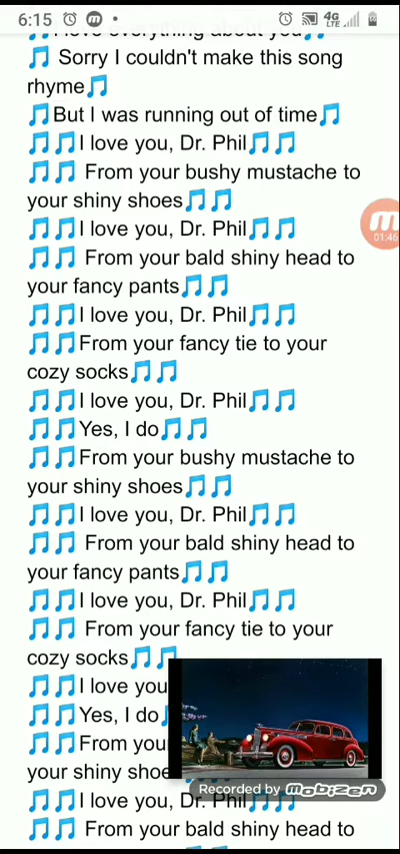 6:15
4G
LTE
I love everything about you🎵🎵
🎵 Sorry I couldn't make this song
rhyme🎵
🎵But I was running out of time🎵
🎵🎵I love you, Dr. Phil🎵🎵
🎵🎵 From your bushy mustache to
your shiny shoes🎵🎵
🎵🎵I love you, Dr. Phil🎵🎵
🎵🎵 From your bald shiny head to
your fancy pants🎵🎵
🎵🎵I love you, Dr. Phil🎵🎵
🎵🎵From your fancy tie to your
cozy socks🎵🎵
🎵🎵I love you, Dr. Phil🎵🎵
🎵🎵Yes, I do🎵🎵
🎵🎵From your bushy mustache to
your shiny shoes🎵🎵
🎵🎵I love you, Dr. Phil🎵🎵
🎵🎵 From your bald shiny head to
your fancy pants🎵🎵
🎵🎵I love you, Dr. Phil🎵🎵
🎵🎵 From your fancy tie to your
cozy socks🎵🎵
🎵🎵I love you
🎵🎵Yes, I do
🎵🎵From you
your shiny shoe
🎵🎵I love you, Dr. Phil🎵🎵
🎵🎵 From your bald shiny head to
m
01:46
Recorded by mobizen